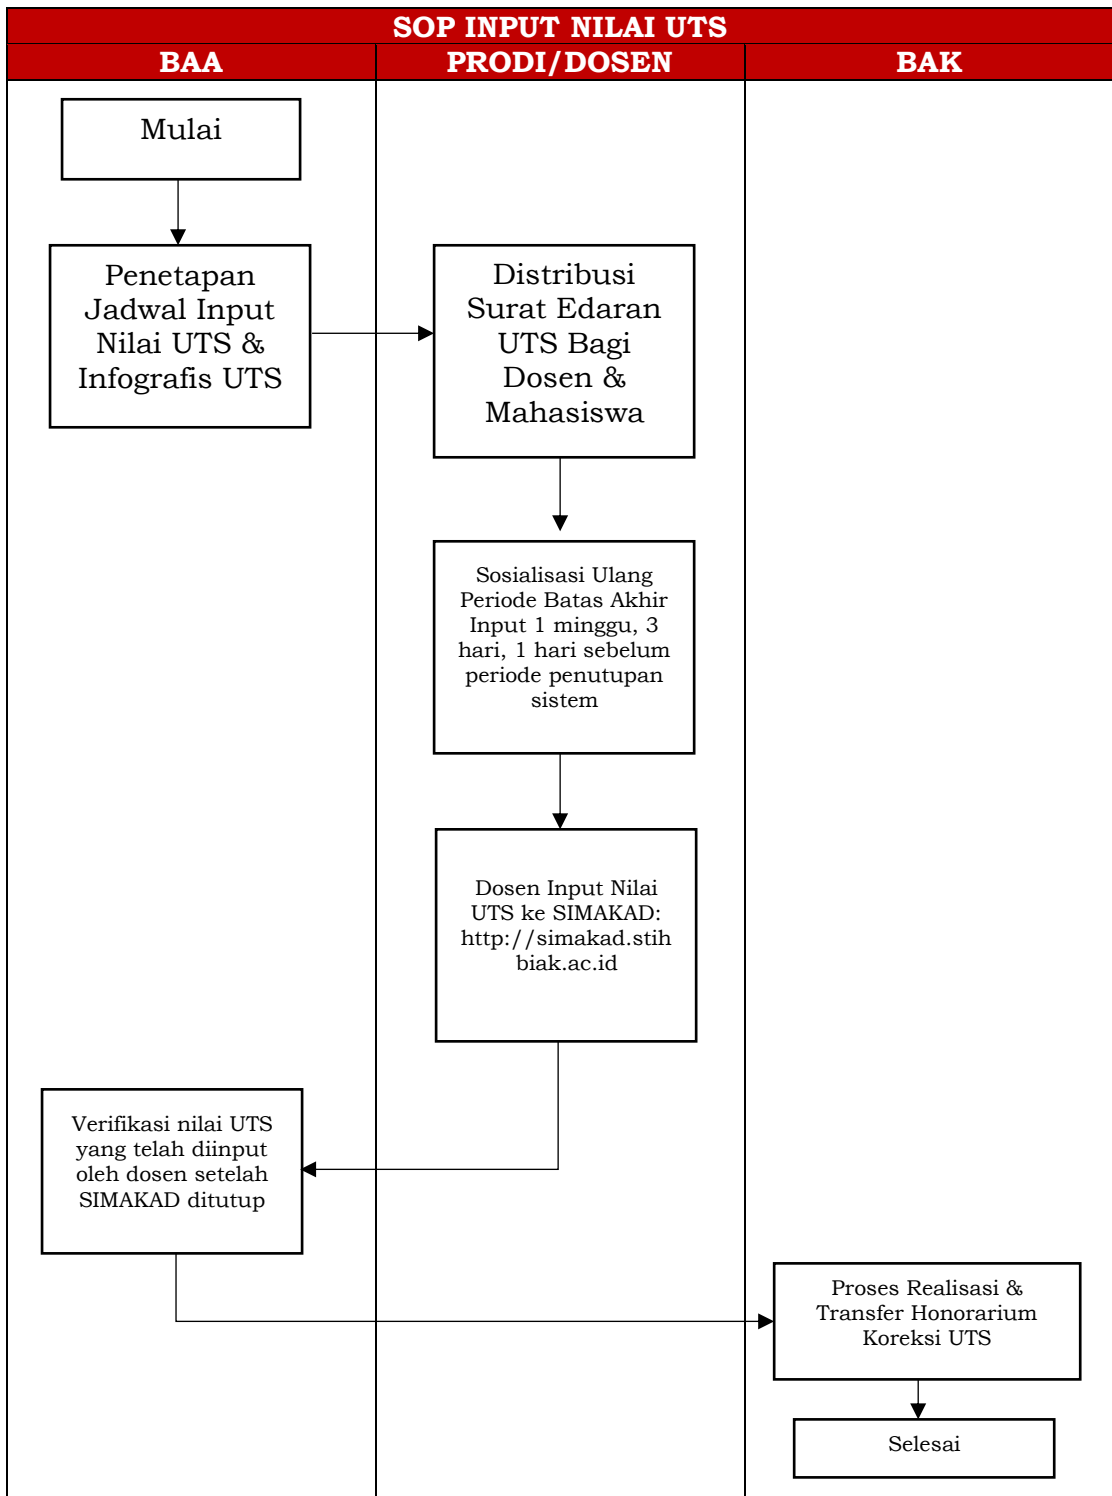 SOP INPUT NILAI UTS
BAA
PRODI/DOSEN
BAK
Mulai
Penetapan
Jadwal Input
Nilai UTS &
Infografis UTS
Distribusi
Surat Edaran
UTS Bagi
Dosen &
Mahasiswa
Sosialisasi Ulang
Periode Batas Akhir
Input 1 minggu, 3
hari, 1 hari sebelum
periode penutupan
sistem
Dosen Input Nilai
UTS ke SIMAKAD:
http://simakad.stih
biak.ac.id
Verifikasi nilai UTS
yang telah diinput
oleh dosen setelah
SIMAKAD ditutup
Proses Realisasi &
Transfer Honorarium
Koreksi UTS
Selesai